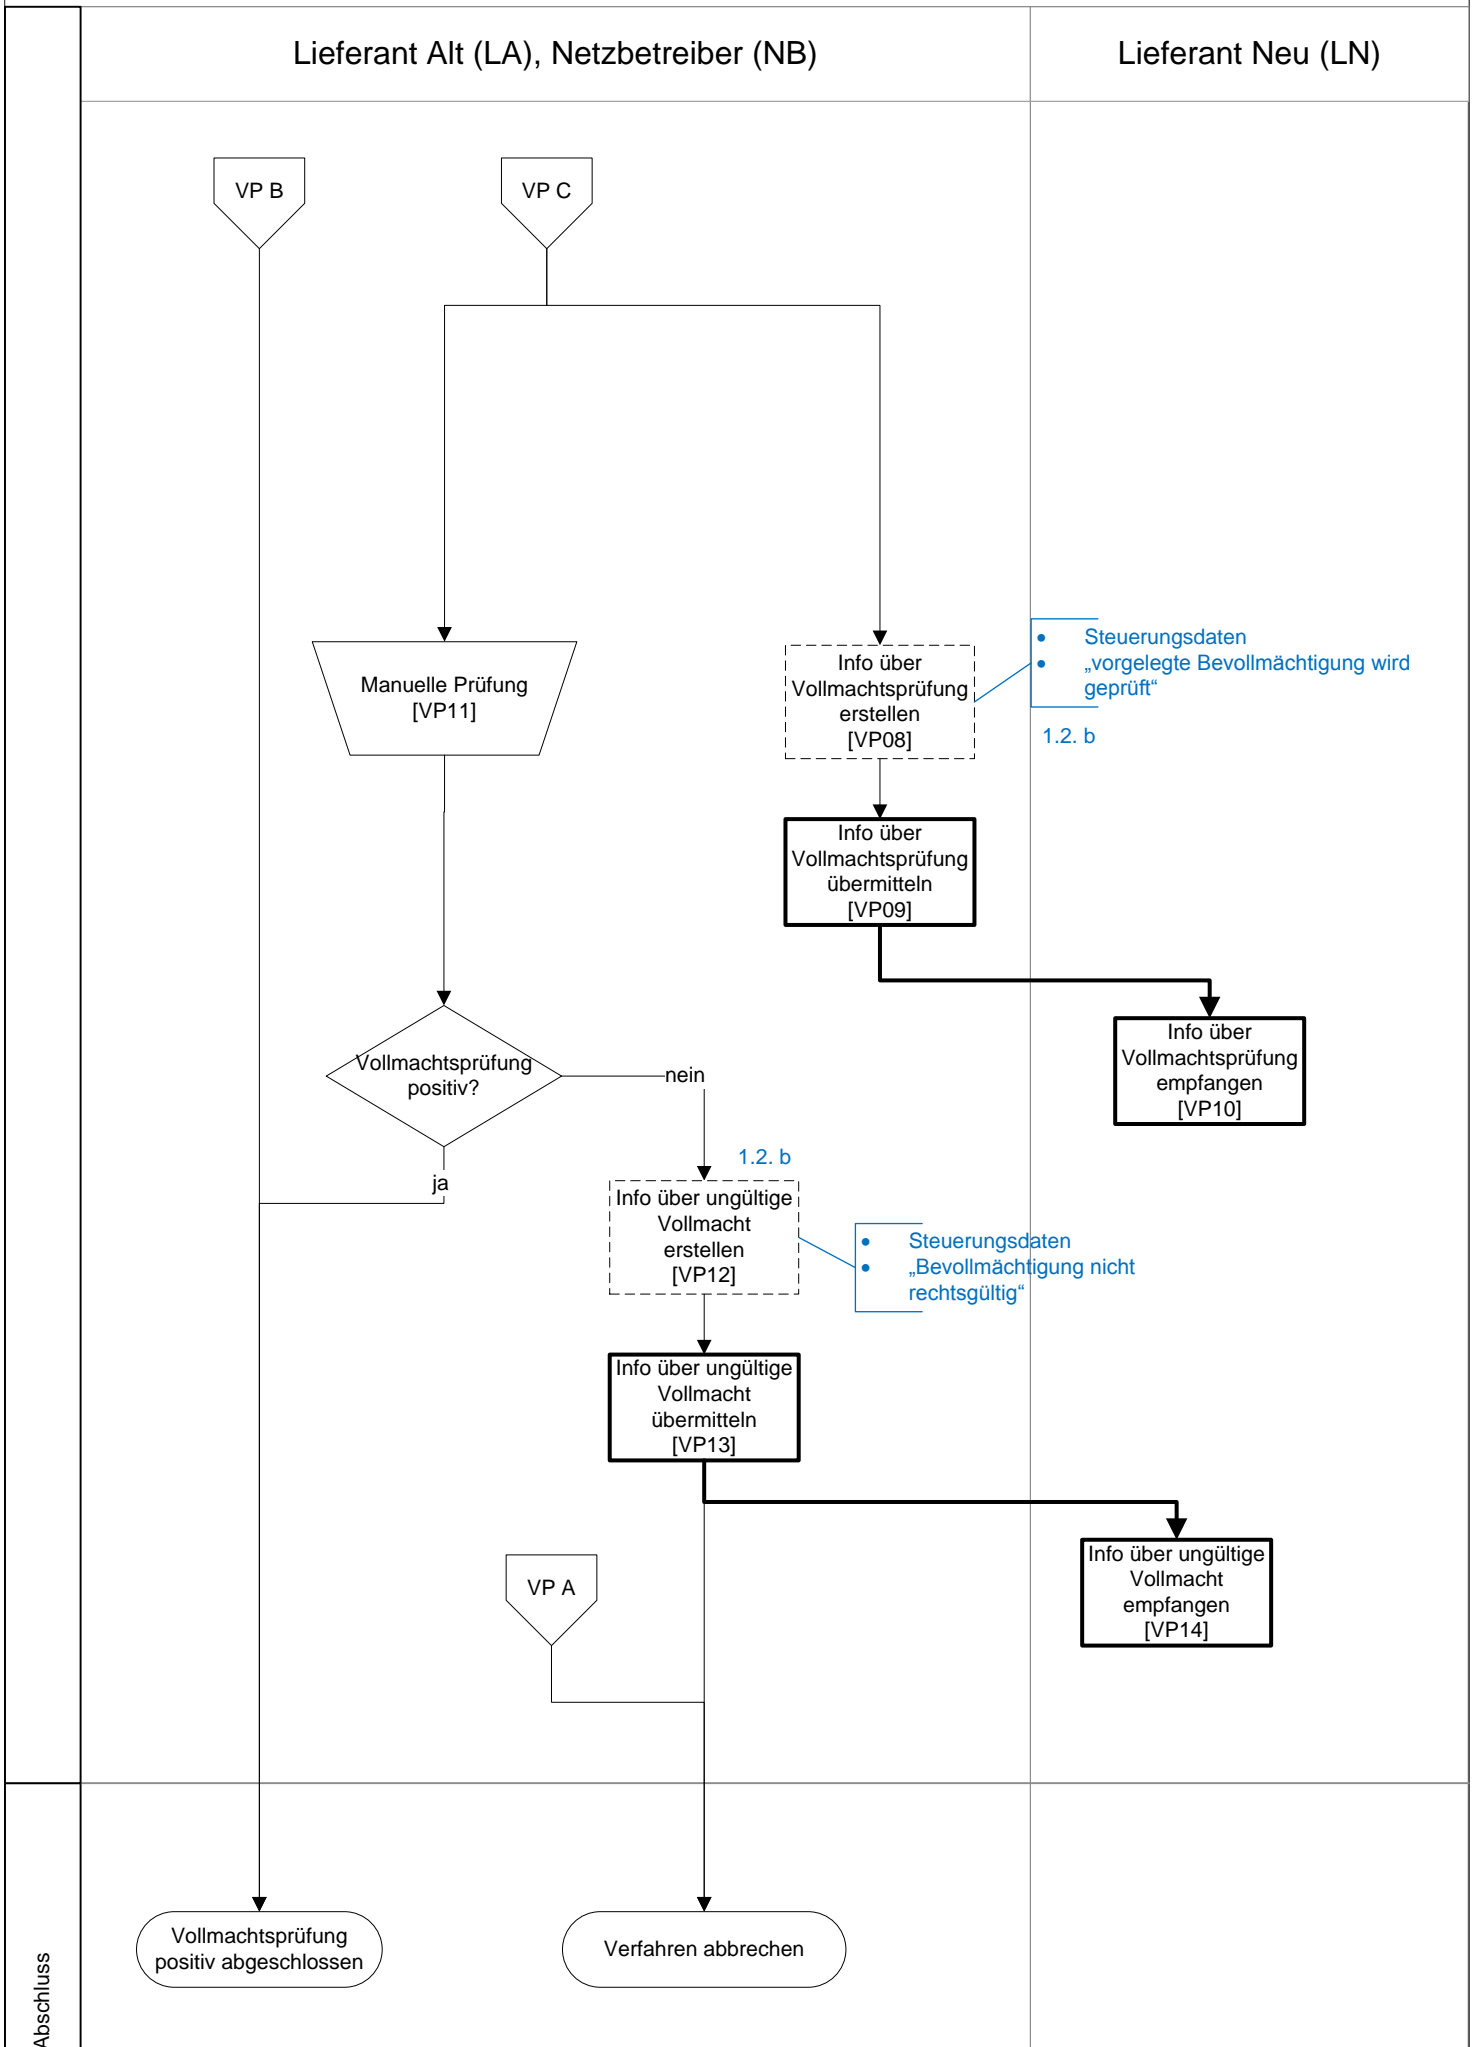 Lieferant Alt (LA), Netzbetreiber (NB)
Lieferant Neu (LN)
VP B
VP C
Manuelle Prüfung
[VP11]
Info über
Vollmachtsprüfung
erstellen
[VP08]
• Steuerungsdaten
• „vorgelegte Bevollmächtigung wird
geprüft“
1.2. b
Info über
Vollmachtsprüfung
übermitteln
[VP09]
Info über
Vollmachtsprüfung
empfangen
[VP10]
Vollmachtsprüfung
positiv?
nein
ja
1.2. b
Info über ungültige
Vollmacht
erstellen
[VP12]
• Steuerungsdaten
• „Bevollmächtigung nicht
rechtsgültig“
Info über ungültige
Vollmacht
übermitteln
[VP13]
Info über ungültige
Vollmacht
empfangen
[VP14]
VP A
Vollmachtsprüfung
positiv abgeschlossen
Verfahren abbrechen
Abschluss